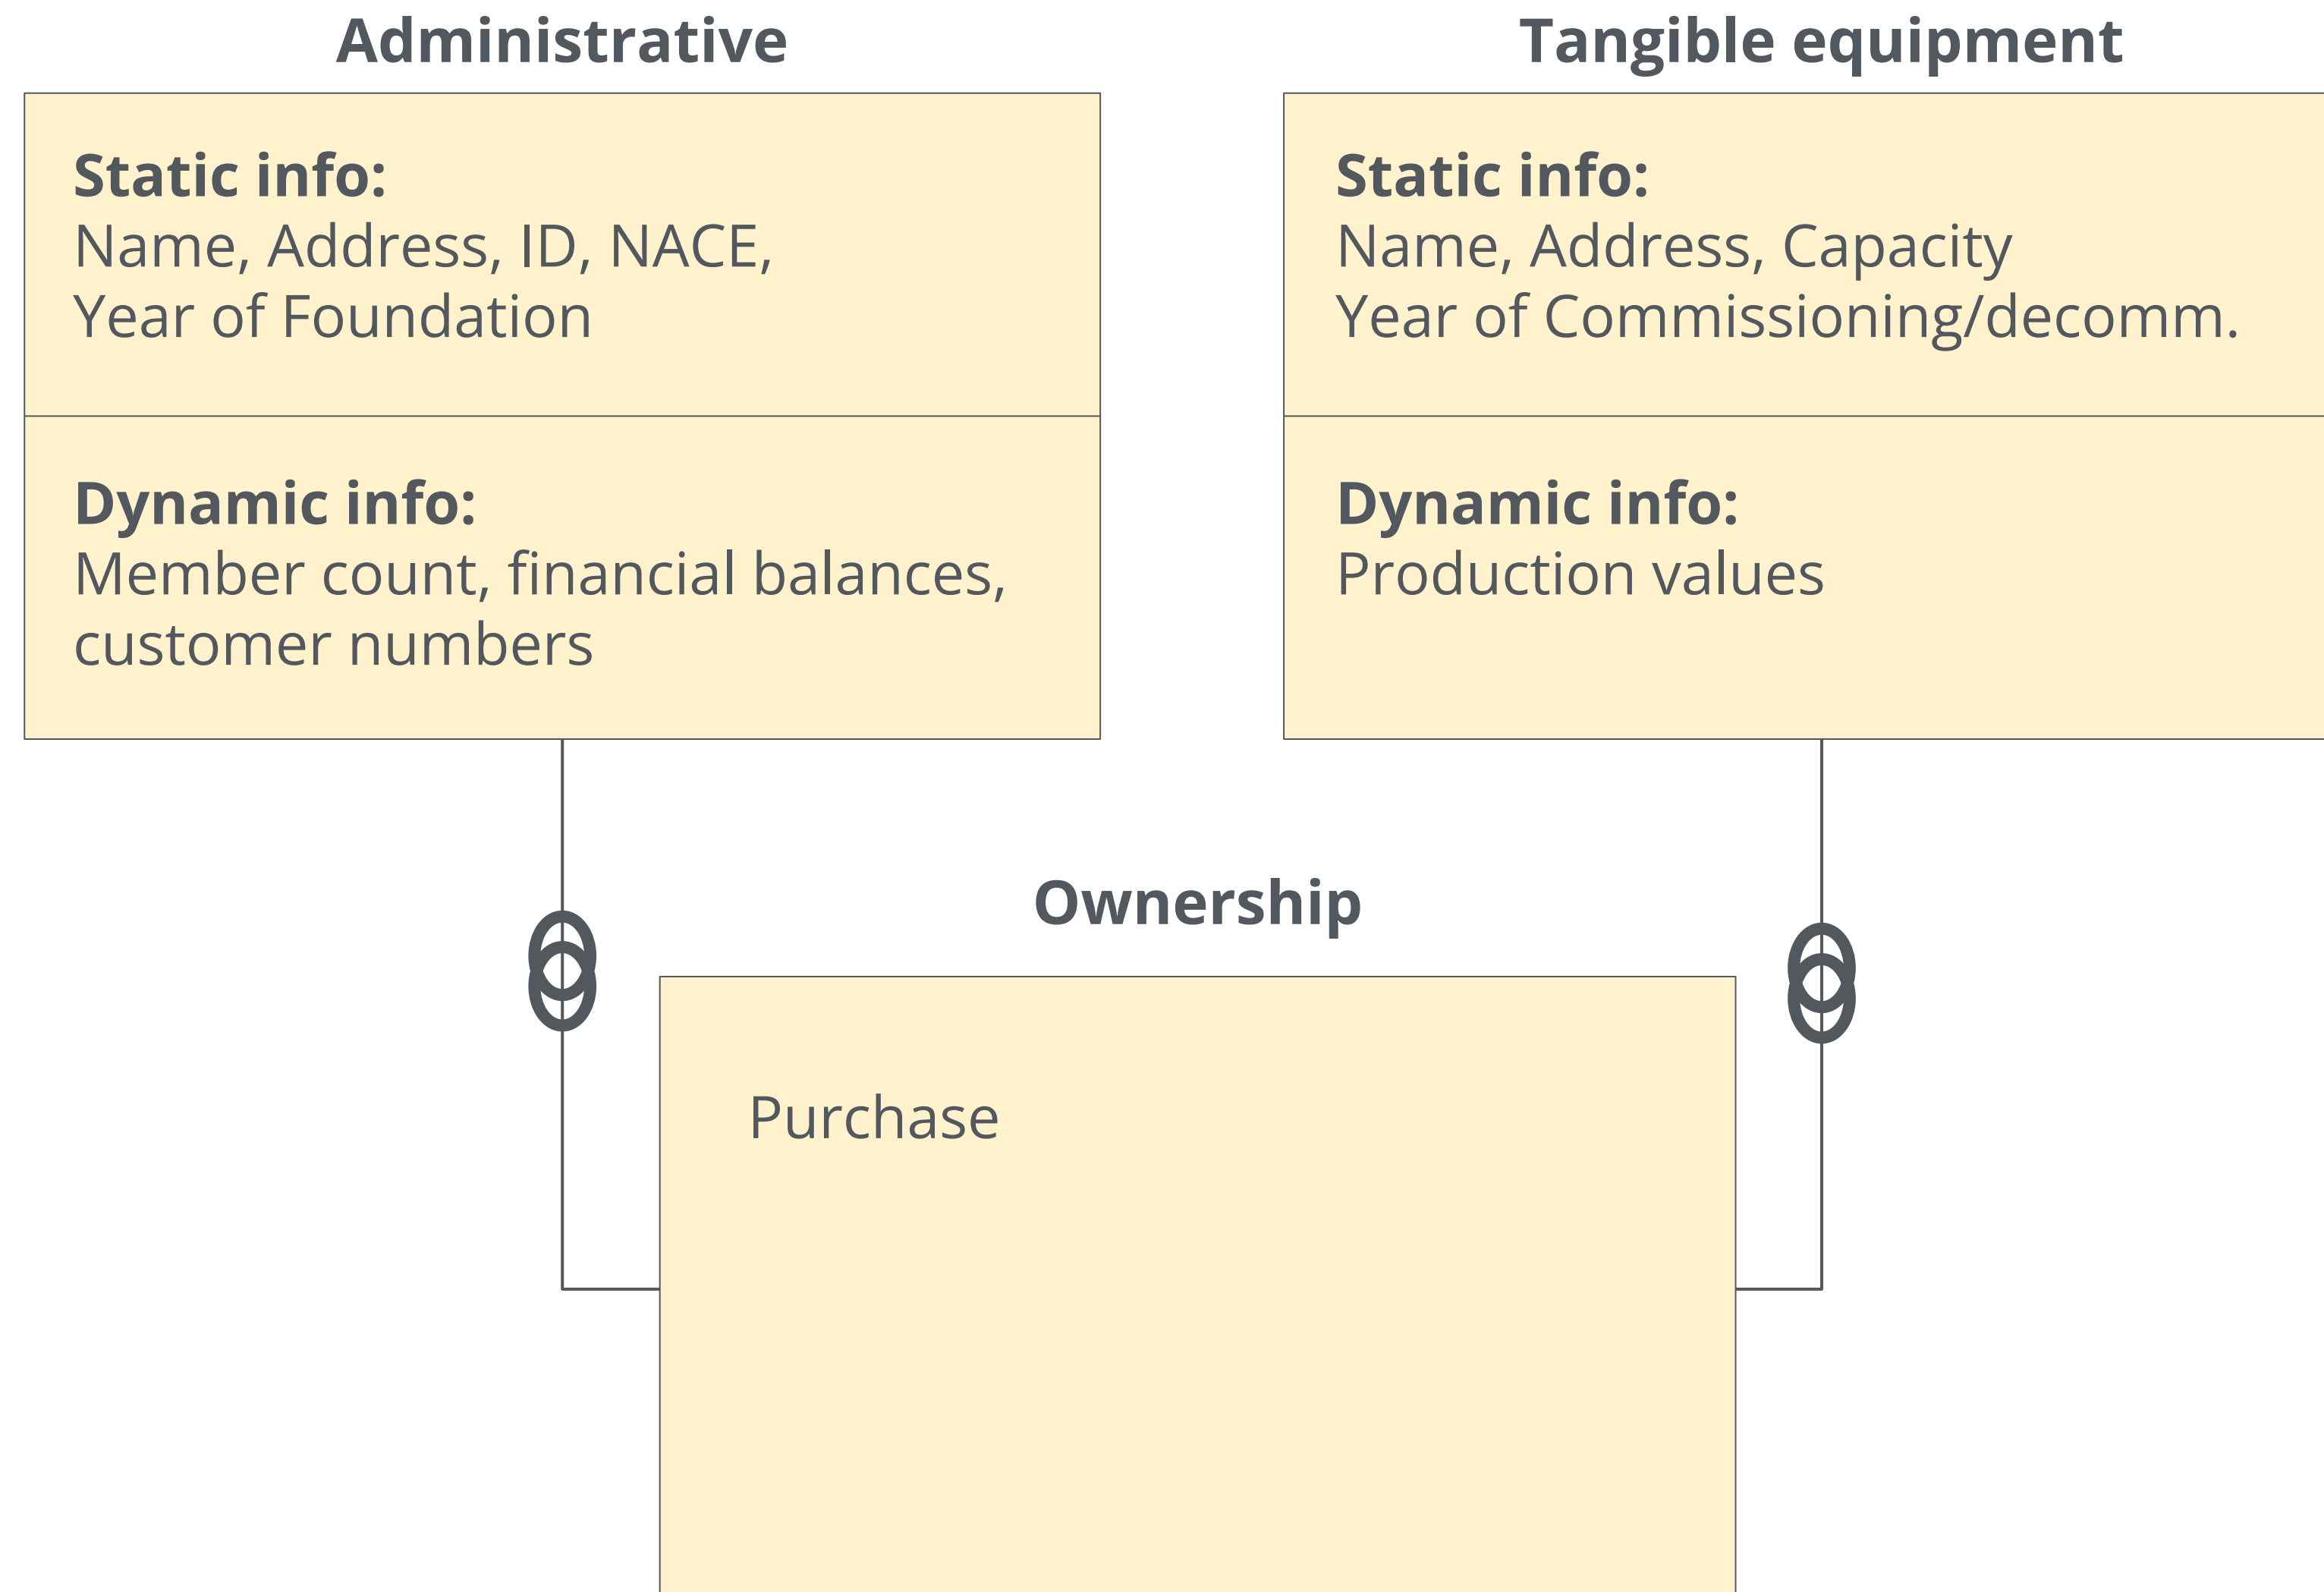 Administrative
Static info:
Name, Address, ID, NACE,
Year of Foundation
Dynamic info:
Member count, financial balances,
customer numbers
Tangible equipment
Static info:
Name, Address, Capacity
Year of Commissioning/decomm.
Dynamic info:
Production values
Ownership
Purchase